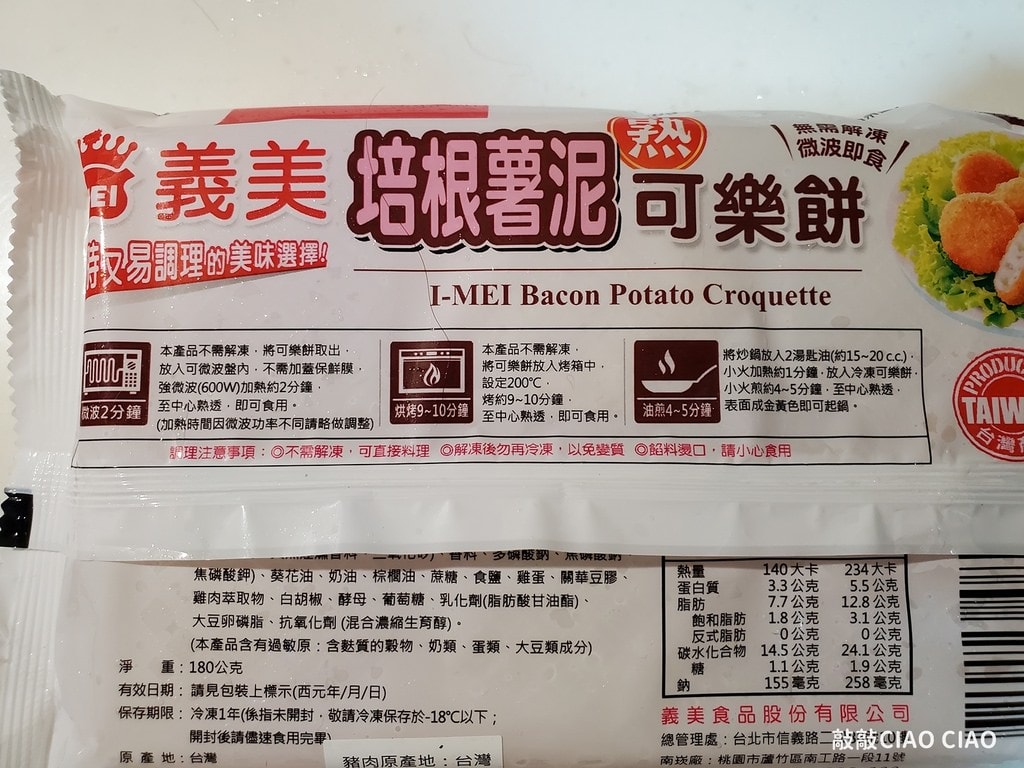 EI 義美 培根薯泥 熟 可樂餅
無需解凍
微波即食
時又易調理的美味選擇!
I-MEI Bacon Potato Croquette
微波2分鐘
本產品不需解凍，將可樂餅取出，
放入可微波盤內，不需加蓋保鮮膜，
強微波(600W)加熱約2分鐘，
至中心熟透，即可食用。
(加熱時間因微波功率不同請略做調整)
烘烤9~10分鐘
本產品不需解凍，
將可樂餅放入烤箱中，
設定200℃，
烤約9~10分鐘，
至中心熟透，即可食用。
油煎4~5分鐘
將炒鍋放入2湯匙油(約15~20 c.c.)，
小火加熱約1分鐘，放入冷凍可樂餅，
小火煎約4~5分鐘，至中心熟透，
表面成金黃色即可起鍋。
PRODUC
TAIW
台灣
調理注意事項：◎不需解凍，可直接料理 ◎解凍後勿再冷凍，以免變質 ◎餡料燙口，請小心食用
二氧化矽)、香料、多磷酸鈉、焦磷酸鈉
焦磷酸鉀)、葵花油、奶油、棕櫚油、蔗糖、食鹽、雞蛋、關華豆膠、
雞肉萃取物、白胡椒、酵母、葡萄糖、乳化劑(脂肪酸甘油酯)、
大豆卵磷脂、抗氧化劑 (混合濃縮生育醇)。
(本產品含有過敏原：含麩質的穀物、奶類、蛋類、大豆類成分)
淨 重：180公克
有效日期：請見包裝上標示(西元年/月/日)
保存期限：冷凍1年(係指未開封，敬請冷凍保存於-18℃以下；
開封後請儘速食用完畢
原 產 地：台灣
豬肉原產地：台灣
熱量 140 大卡 234 大卡
蛋白質 3.3 公克 5.5 公克
脂肪 7.7 公克 12.8 公克
飽和脂肪 1.8 公克 3.1 公克
反式脂肪 0 公克 0 公克
碳水化合物 14.5 公克 24.1 公克
糖 1.1 公克 1.9 公克
鈉 155 毫克 258 毫克
義美食品股份有限公司
總管理處：台北市信義路二
南崁廠：桃園市蘆竹區南工路一段11號
敲敲CIAO CIAO